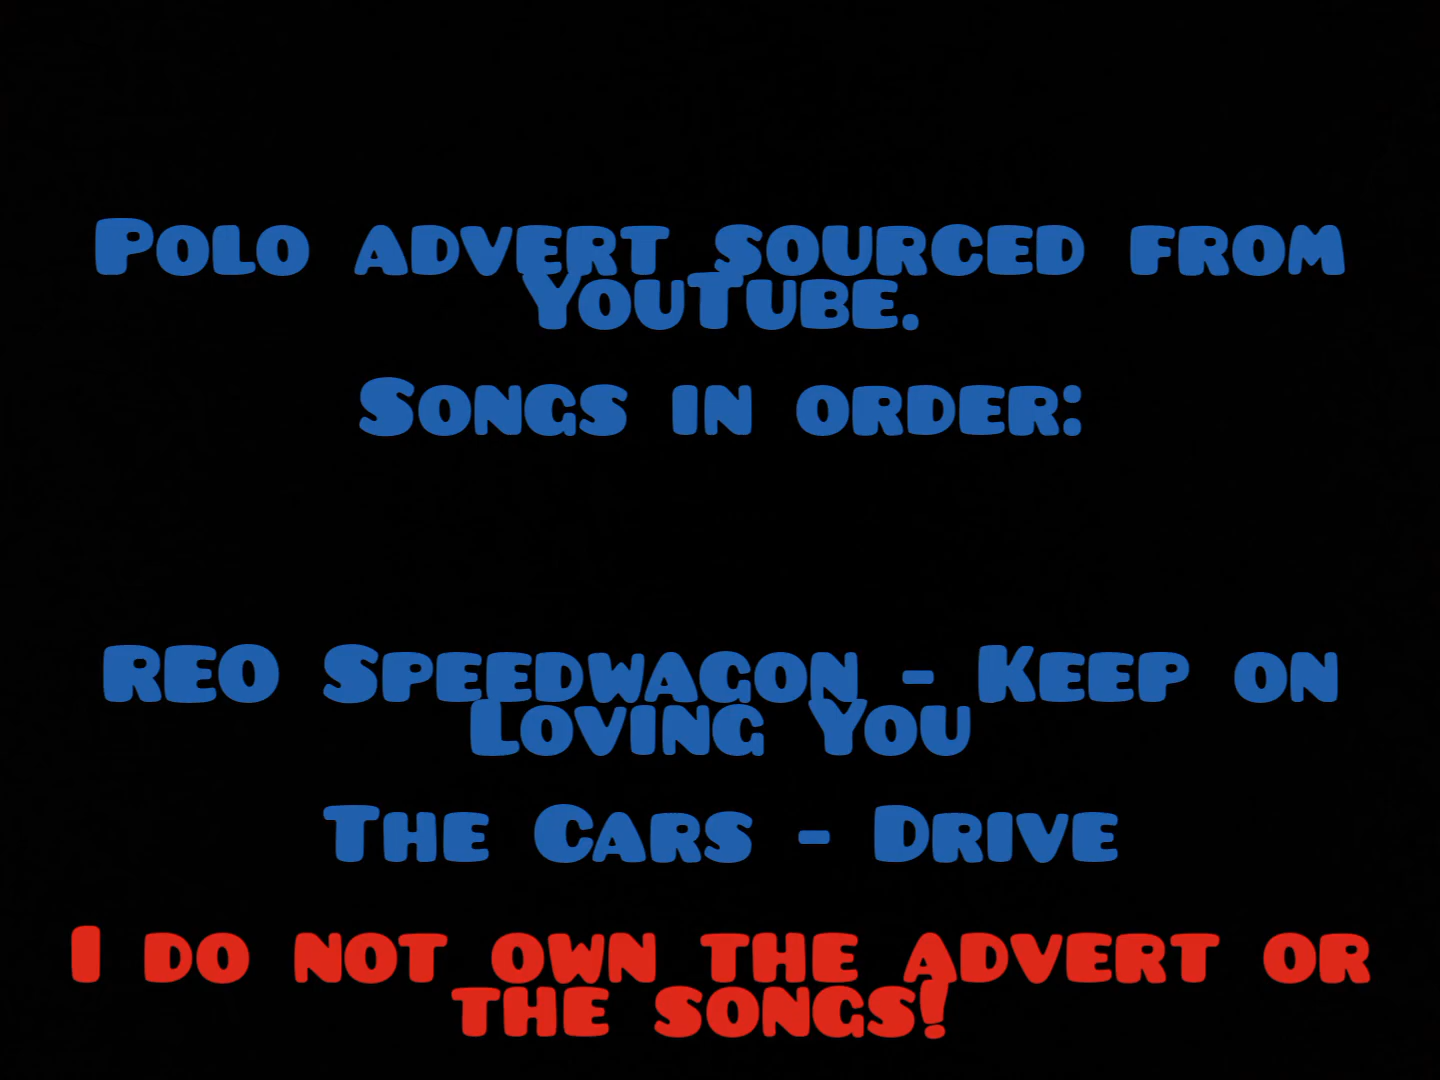 Polo advert sourced from
YouTube.
Songs in order:
REO Speedwagon - Keep on
Loving You
The Cars - Drive
I do not own the advert or
the songs!